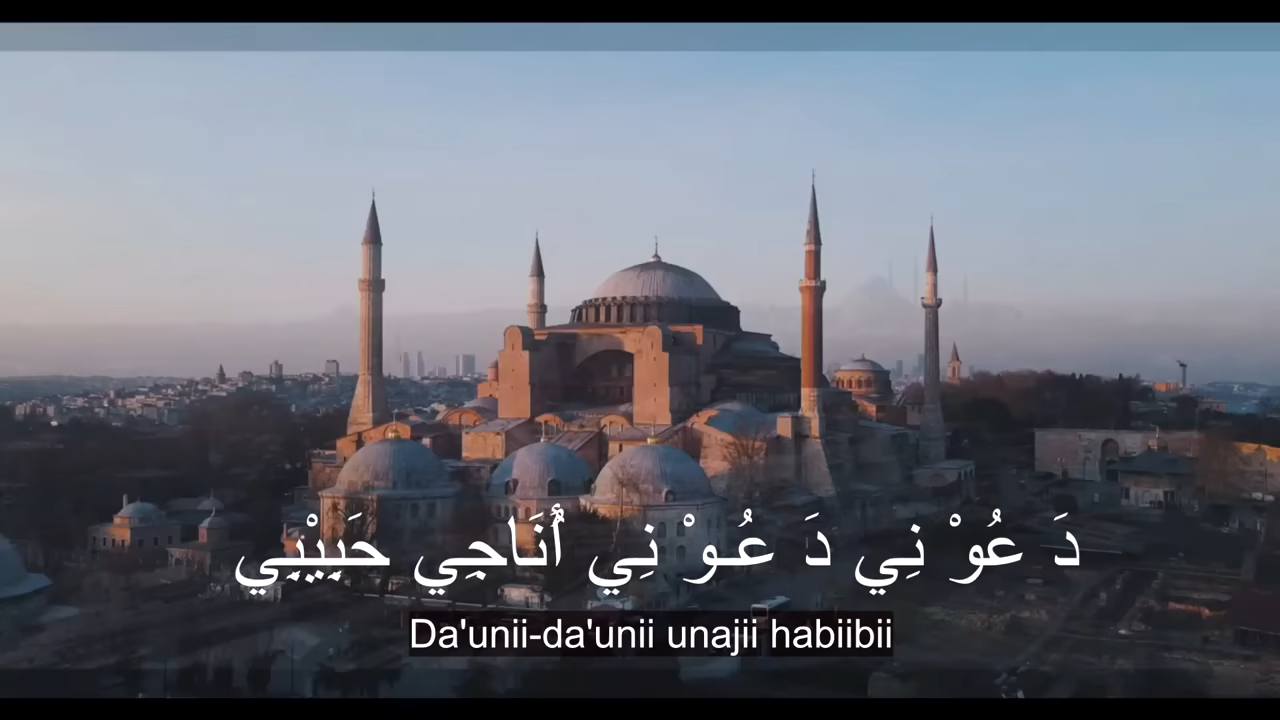 دَ عُوْ نِي دَ عُوْ نِي أُنَاجِي حَبِيْبِي
Da'unii-da'unii unajii habiibii